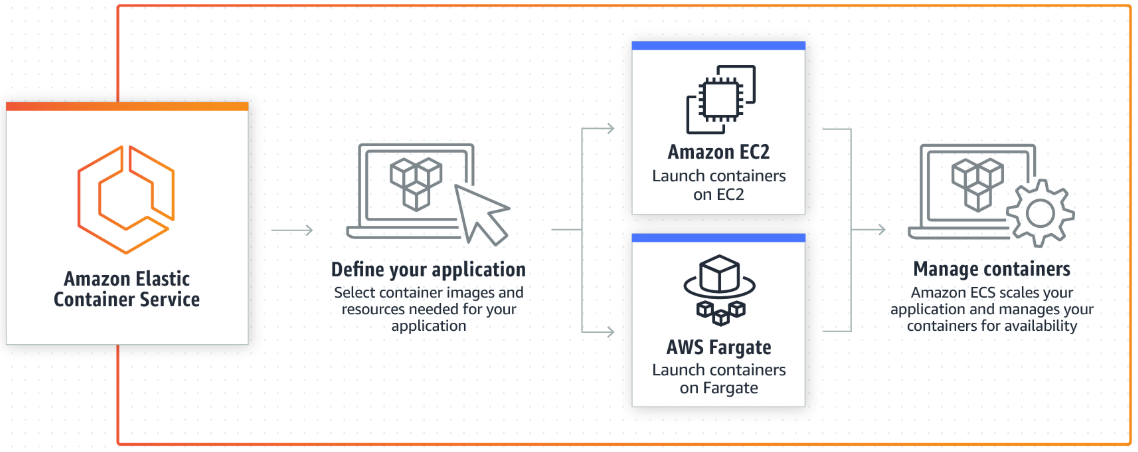 Amazon Elastic
Container Service
Define your application
Select container images and
resources needed for your
application
Amazon EC2
Launch containers
on EC2
AWS Fargate
Launch containers
on Fargate
Manage containers
Amazon ECS scales your
application and manages your
containers for availability